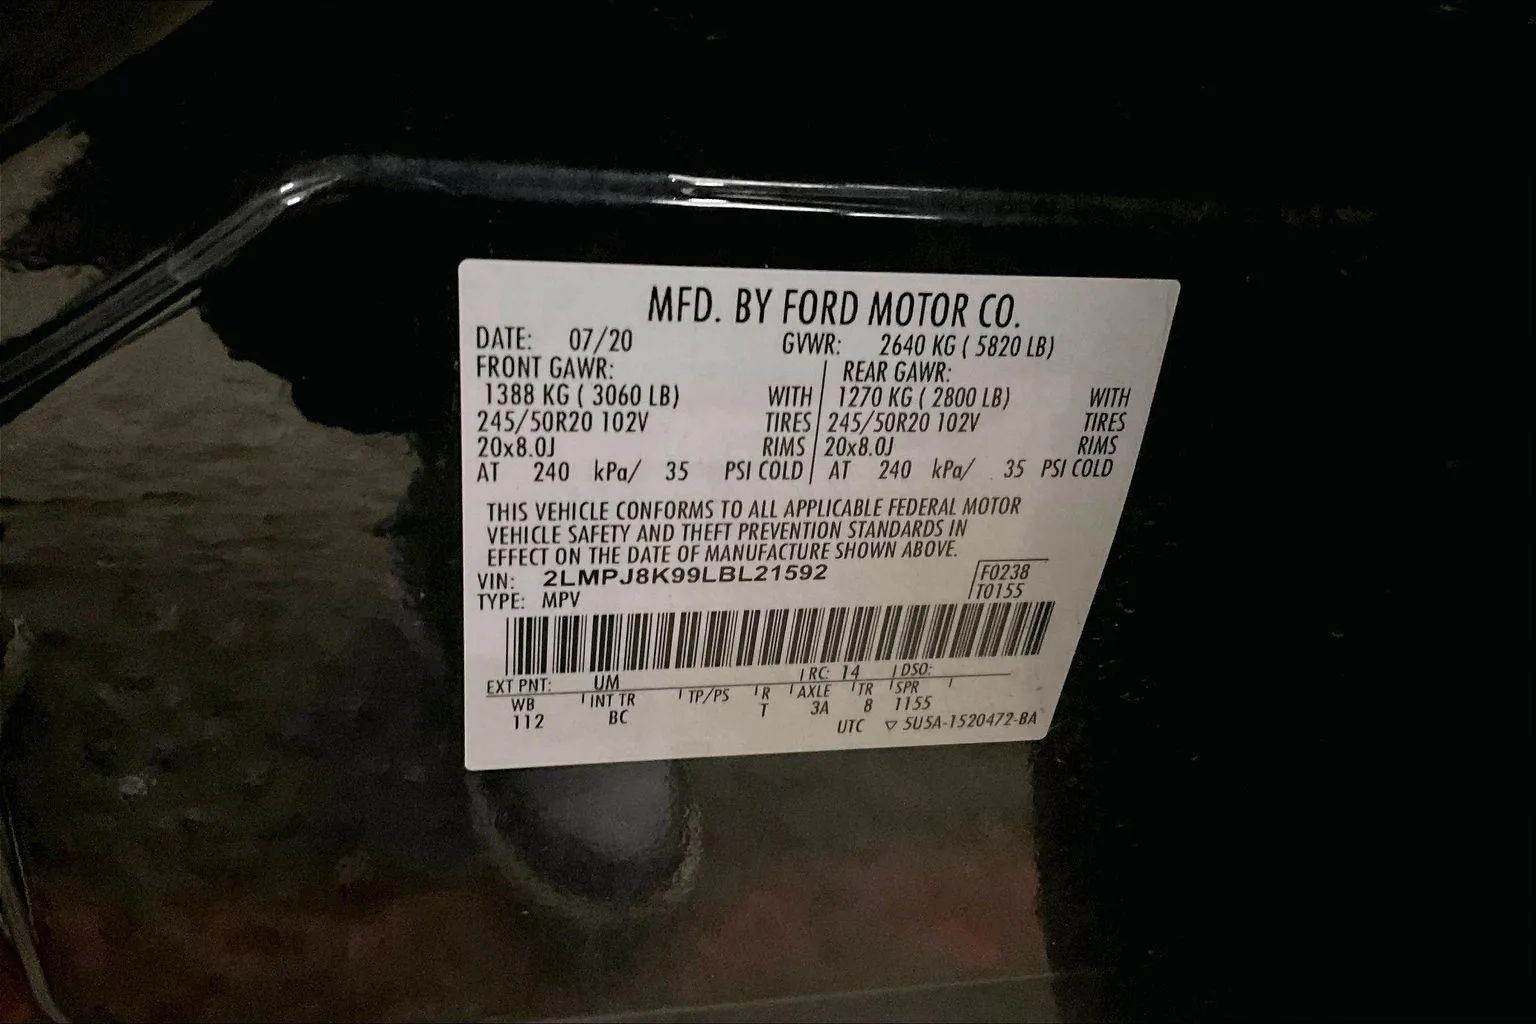 MFD. BY FORD MOTOR CO.
DATE: 07/20 GVWR: 2640 KG ( 5820 LB)
FRONT GAWR: REAR GAWR:
1388 KG ( 3060 LB) WITH 1270 KG ( 2800 LB) WITH
245/50R20 102V TIRES 245/50R20 102V TIRES
20x8.0J RIMS 20x8.0J RIMS
AT 240 kPa/ 35 PSI COLD AT 240 kPa/ 35 PSI COLD
THIS VEHICLE CONFORMS TO ALL APPLICABLE FEDERAL MOTOR
VEHICLE SAFETY AND THEFT PREVENTION STANDARDS IN
EFFECT ON THE DATE OF MANUFACTURE SHOWN ABOVE.
VIN: 2LMPJ8K99LBL21592 F0238
TYPE: MPV T0155
EXT PNT: UM RC: 14 DSO:
WB INT TR TP/PS R AXLE TR SPR
112 BC T 3A 8 1155
UTC ▽ 5U5A-1520472-BA